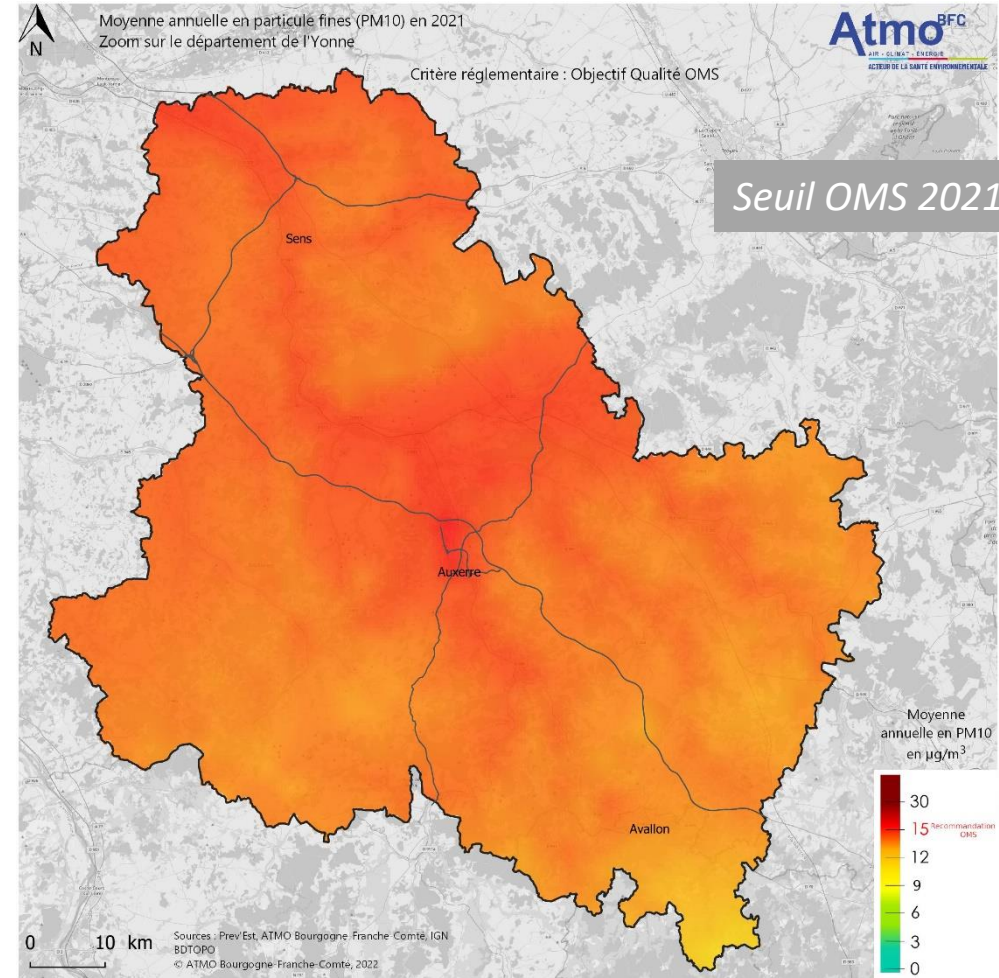 Moyenne annuelle en particule fines (PM10) en 2021
Zoom sur le département de l'Yonne
N
Atmo BFC
AIR - CLIMAT - ENERGIE
ACTEUR DE LA SANTÉ ENVIRONNEMENTALE
Critère réglementaire : Objectif Qualité OMS
Seuil OMS 2021
Sens
Auxerre
Avallon
Moyenne
annuelle en PM10
en µg/m³
30
15 Recommandation OMS
12
9
6
3
0
0 10 km
Sources : Prev'Est, ATMO Bourgogne-Franche-Comté, IGN
BDTOPO
© ATMO Bourgogne-Franche-Comté, 2022